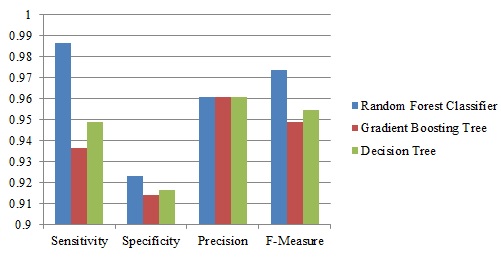 1
0.99
0.98
0.97
0.96
0.95
0.94
0.93
0.92
0.91
0.9
Sensitivity Specificity Precision F-Measure
Random Forest Classifier
Gradient Boosting Tree
Decision Tree